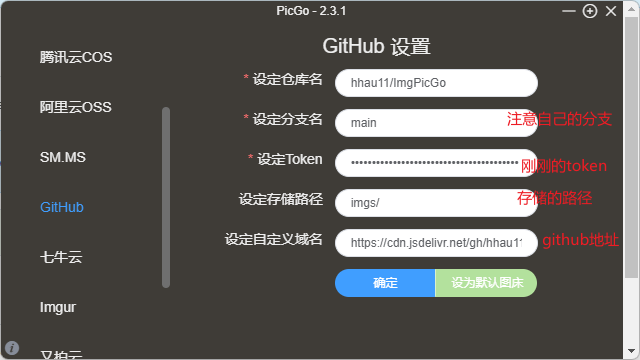 PicGo - 2.3.1
腾讯云COS
阿里云OSS
SM.MS
GitHub
七牛云
Imgur
又拍云
GitHub 设置
* 设定仓库名 hhau11/ImgPicGo
* 设定分支名 main 注意自己的分支
* 设定Token 刚刚的token
设定存储路径 imgs/ 存储的路径
设定自定义域名 https://cdn.jsdelivr.net/gh/hhau11 github地址
确定 设为默认图床